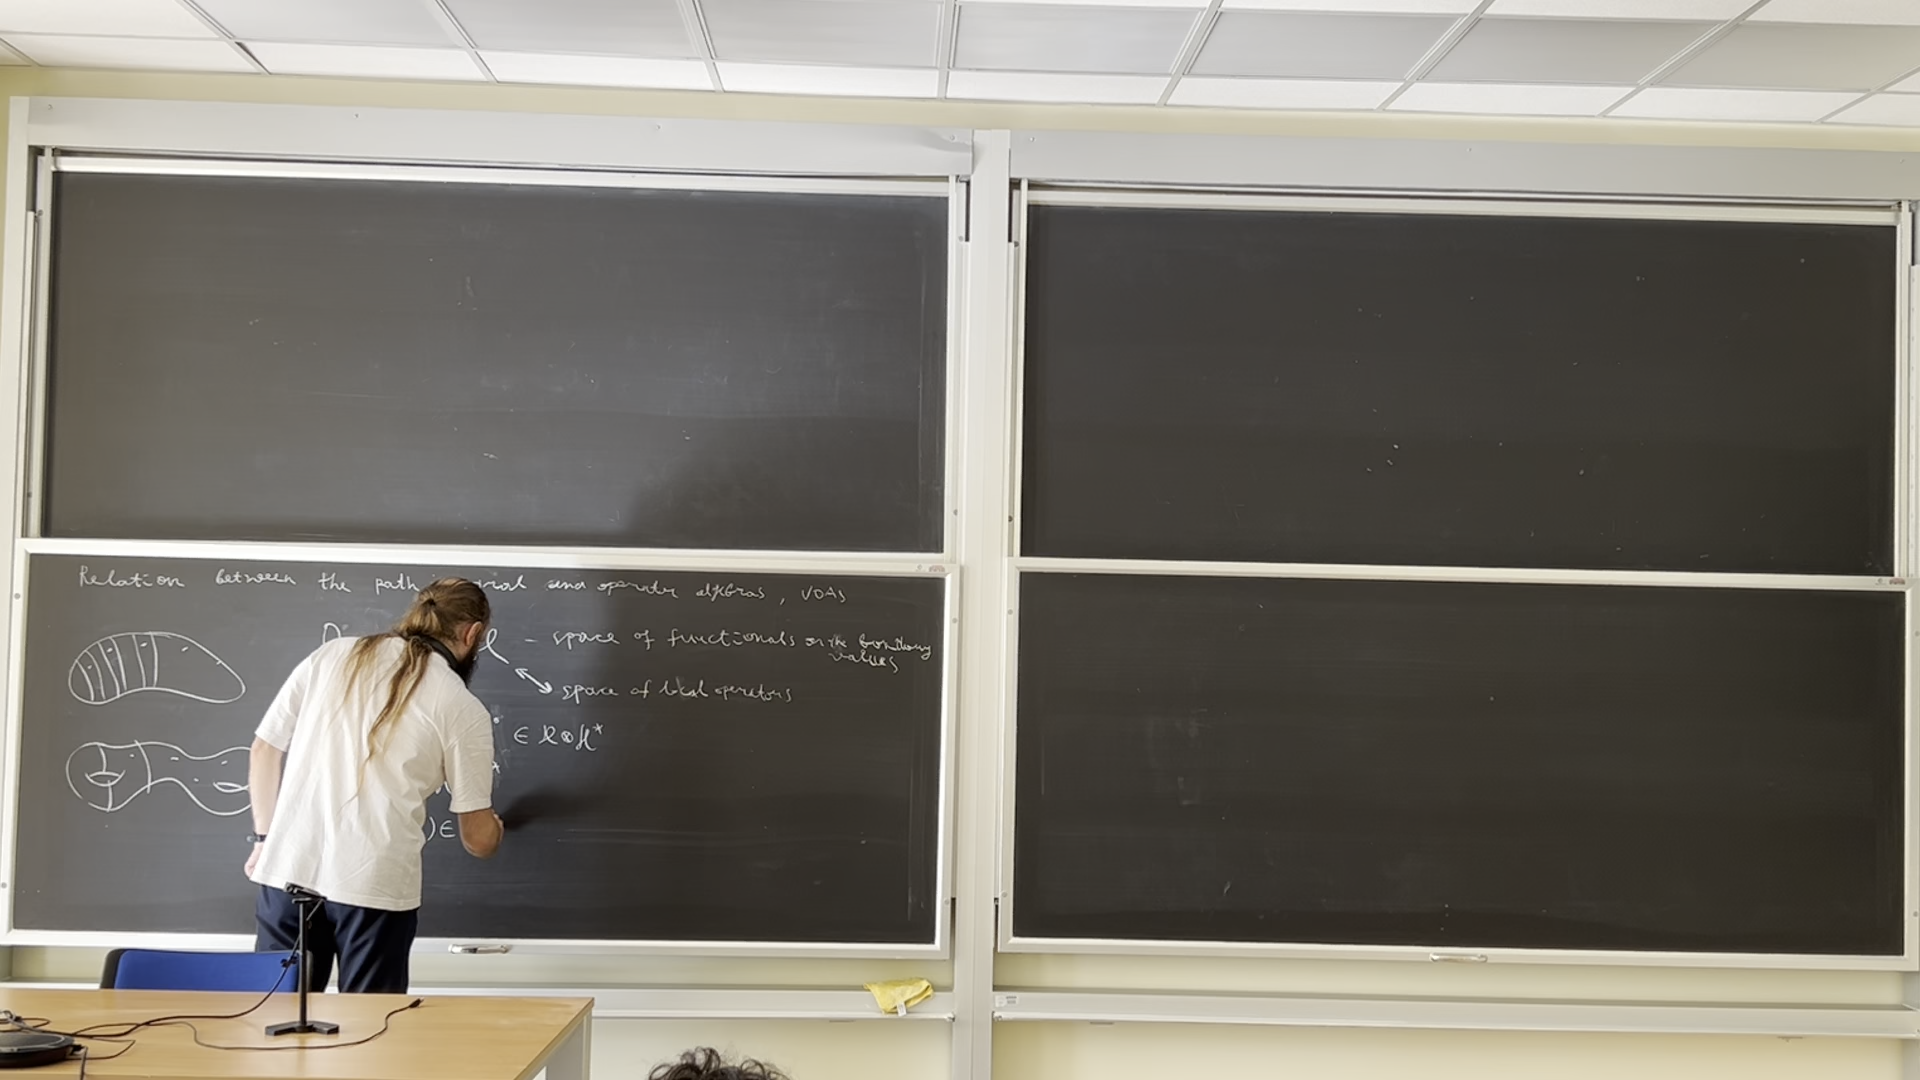 Relation between the path and operator algebras, VOAs
– space of functionals on the boundary values
space of local operators
∈ ℋ⊗ℋ*
)∈